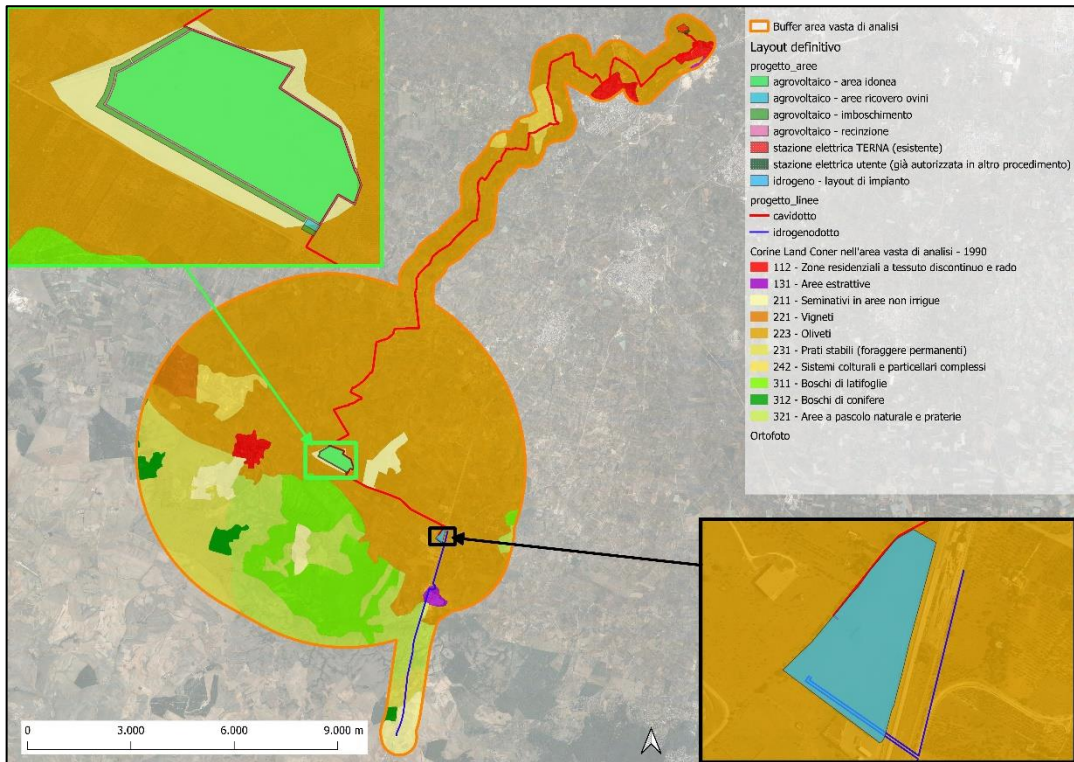 Buffer area vasta di analisi
Layout definitivo
progetto_aree
agrovoltaico - area idonea
agrovoltaico - aree ricovero ovini
agrovoltaico - imboschimento
agrovoltaico - recinzione
stazione elettrica TERNA (esistente)
stazione elettrica utente (già autorizzata in altro procedimento)
idrogeno - layout di impianto
progetto_linee
cavidotto
idrogenodotto
Corine Land Coner nell'area vasta di analisi - 1990
112 - Zone residenziali a tessuto discontinuo e rado
131 - Aree estrattive
211 - Seminativi in aree non irrigue
221 - Vigneti
223 - Oliveti
231 - Prati stabili (foraggere permanenti)
242 - Sistemi colturali e particellari complessi
311 - Boschi di latifoglie
312 - Boschi di conifere
321 - Aree a pascolo naturale e praterie
Ortofoto
0 3.000 6.000 9.000 m